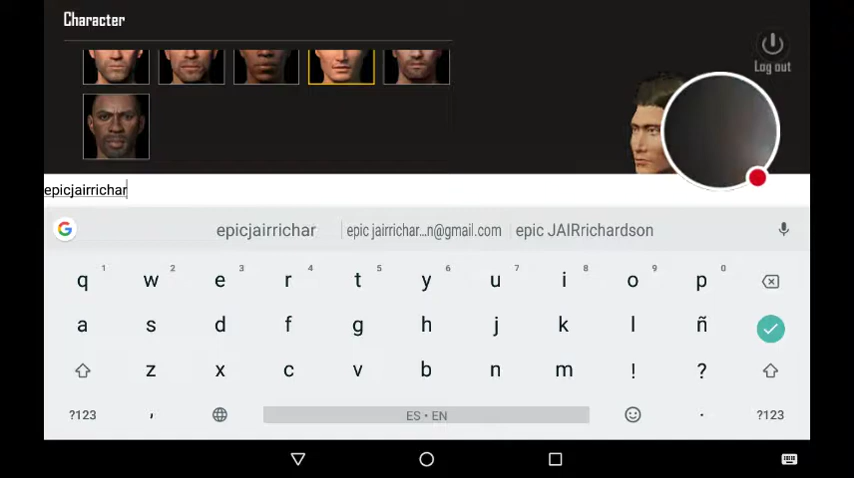 Character
Log out
epicjairrichar
epicjairrichar epic jairrichar...n@gmail.com epic JAIRrichardson
q 1 w 2 e 3 r 4 t 5 y 6 u 7 i 8 o 9 p 0
a s d f g h j k l ñ
z x c v b n m ! ?
?123 , ES • EN . ?123